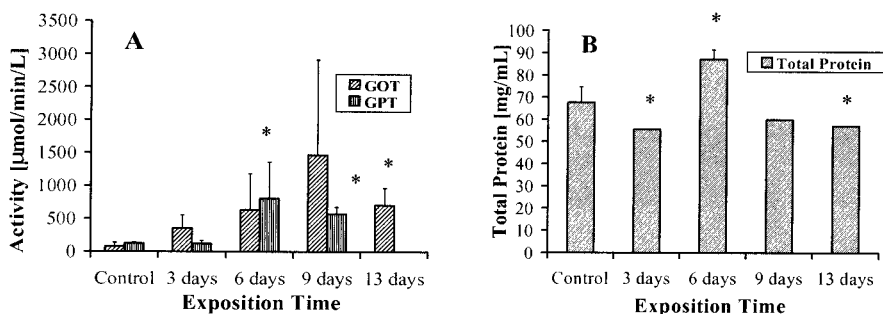 A
Activity [µmol/min/L]
3500
3000
2500
2000
1500
1000
500
0
GOT
GPT
*
*
*
Control 3 days 6 days 9 days 13 days
Exposition Time
B
Total Protein [mg/mL]
100
90
80
70
60
50
40
30
20
10
0
Total Protein
*
*
*
Control 3 days 6 days 9 days 13 days
Exposition Time